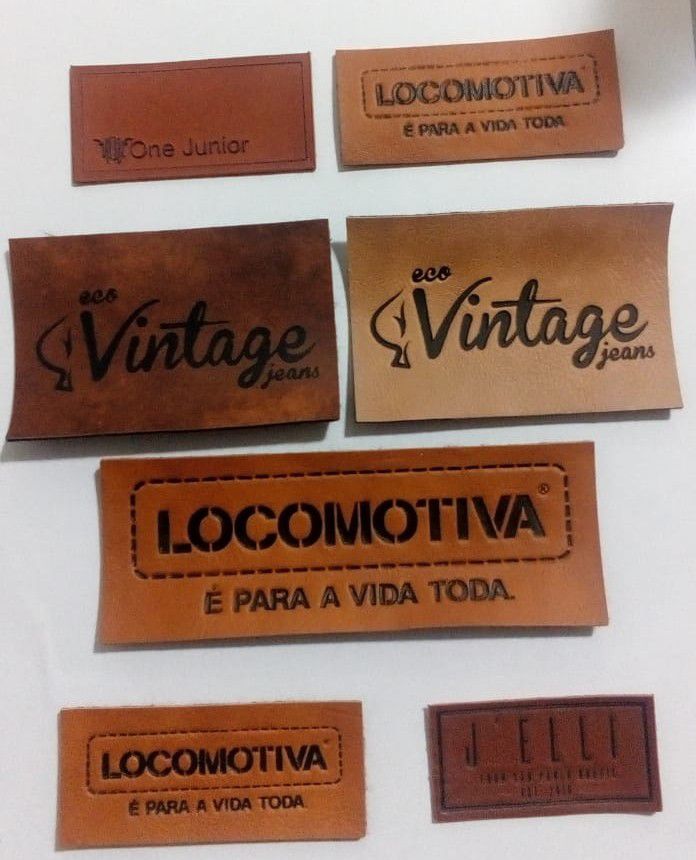 One Junior
LOCOMOTIVA
É PARA A VIDA TODA
eco
Vintage
jeans
eco
Vintage
jeans
LOCOMOTIVA®
É PARA A VIDA TODA.
LOCOMOTIVA
É PARA A VIDA TODA
J'ELLI